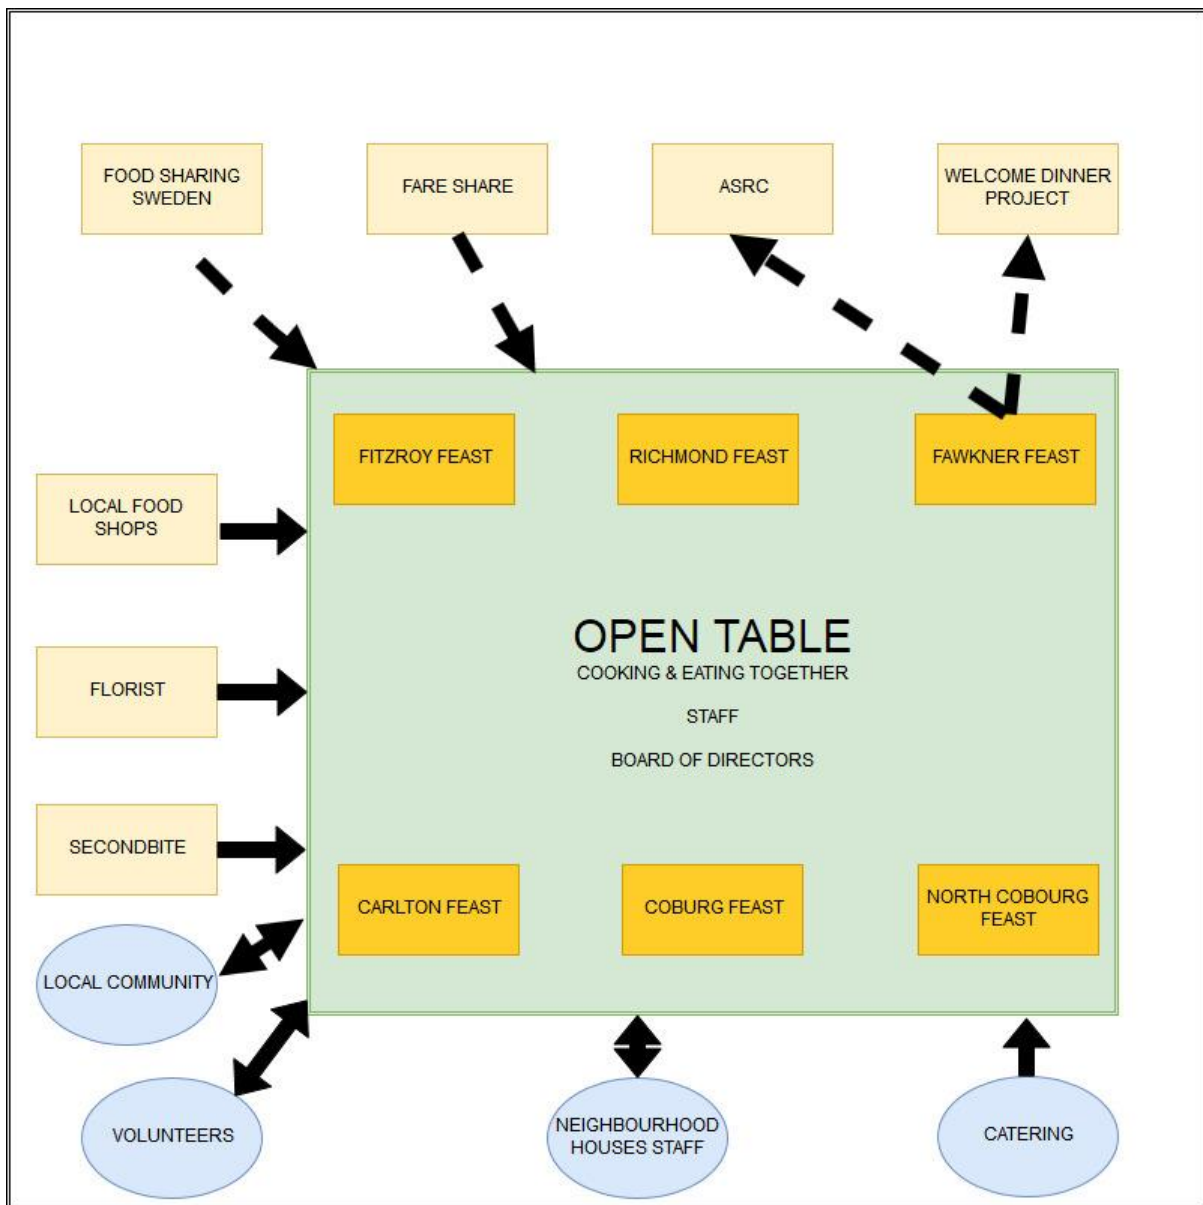 FOOD SHARING
SWEDEN
FARE SHARE
ASRC
WELCOME DINNER
PROJECT
FITZROY FEAST
RICHMOND FEAST
FAWKNER FEAST
LOCAL FOOD
SHOPS
OPEN TABLE
COOKING & EATING TOGETHER
STAFF
BOARD OF DIRECTORS
FLORIST
SECONDBITE
CARLTON FEAST
COBURG FEAST
NORTH COBOURG
FEAST
LOCAL COMMUNITY
VOLUNTEERS
NEIGHBOURHOOD
HOUSES STAFF
CATERING